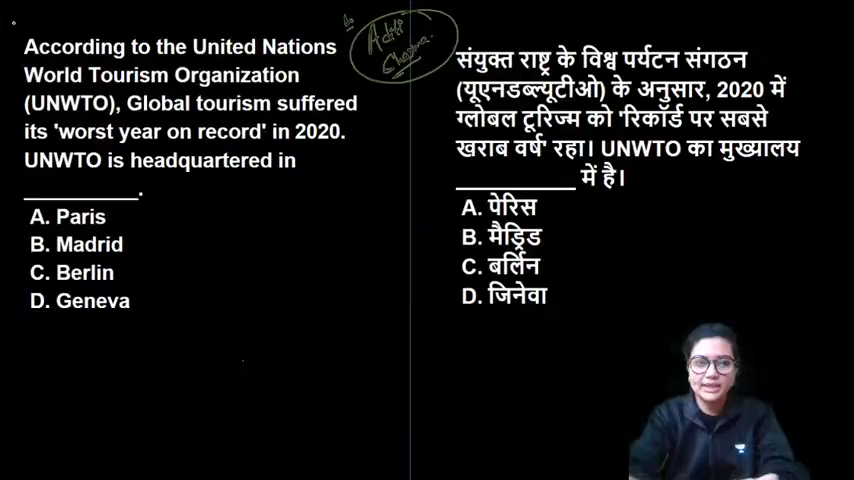 According to the United Nations
World Tourism Organization
(UNWTO), Global tourism suffered
its 'worst year on record' in 2020.
UNWTO is headquartered in
__________.
A. Paris
B. Madrid
C. Berlin
D. Geneva
संयुक्त राष्ट्र के विश्व पर्यटन संगठन
(यूएनडब्ल्यूटीओ) के अनुसार, 2020 में
ग्लोबल टूरिज्म को 'रिकॉर्ड पर सबसे
खराब वर्ष' रहा। UNWTO का मुख्यालय
__________ में है।
A. पेरिस
B. मैड्रिड
C. बर्लिन
D. जिनेवा